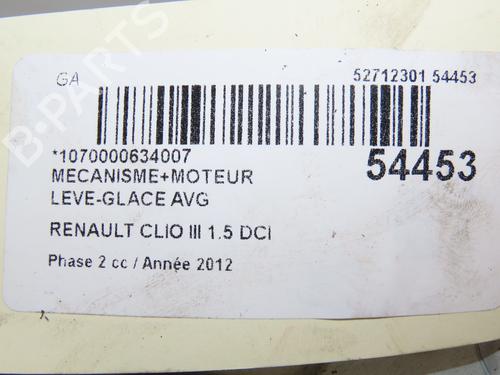 GA
52712301 54453
*1070000634007
54453
MECANISME+MOTEUR
LEVE-GLACE AVG
RENAULT CLIO III 1.5 DCI
Phase 2 cc / Année 2012
B-PARTS